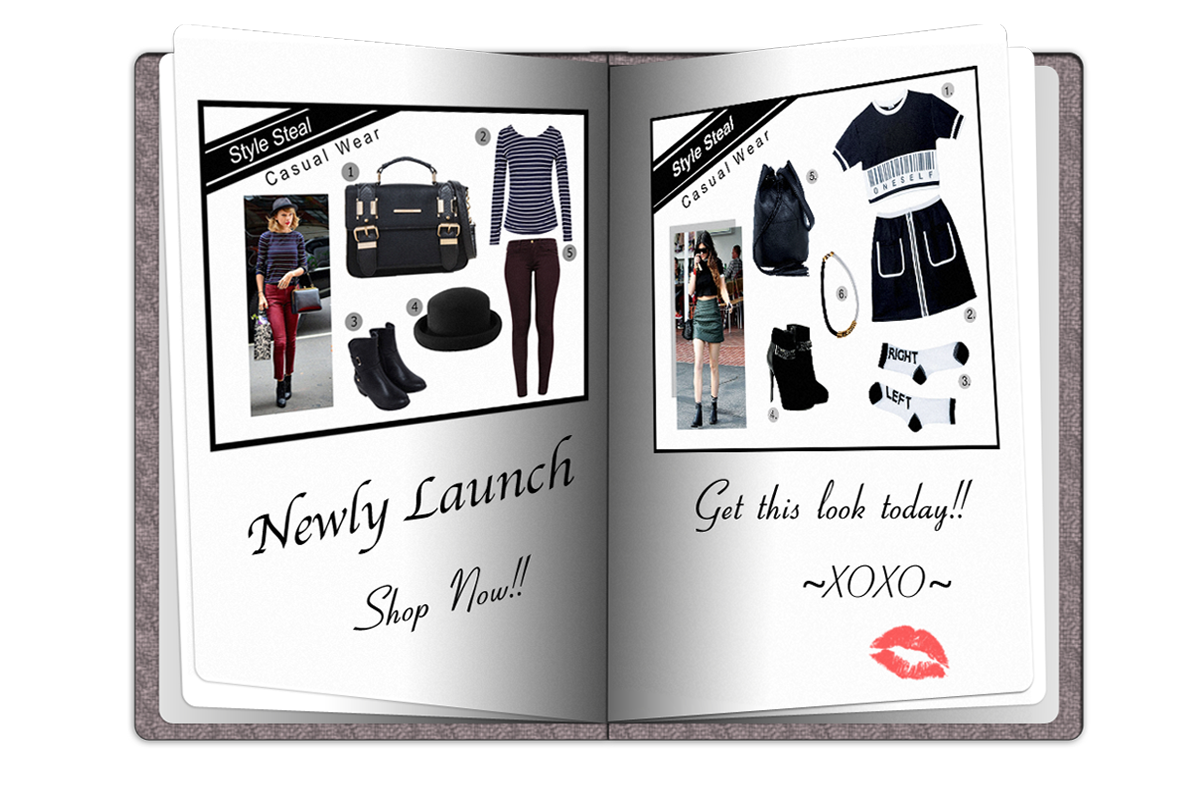 Style Steal
Casual Wear
1
2
3
4
5
Newly Launch
Shop Now!!
Style Steal
Casual Wear
1.
5.
ONESELF
6.
2.
RIGHT
3.
LEFT
4.
Get this look today!!
~XOXO~